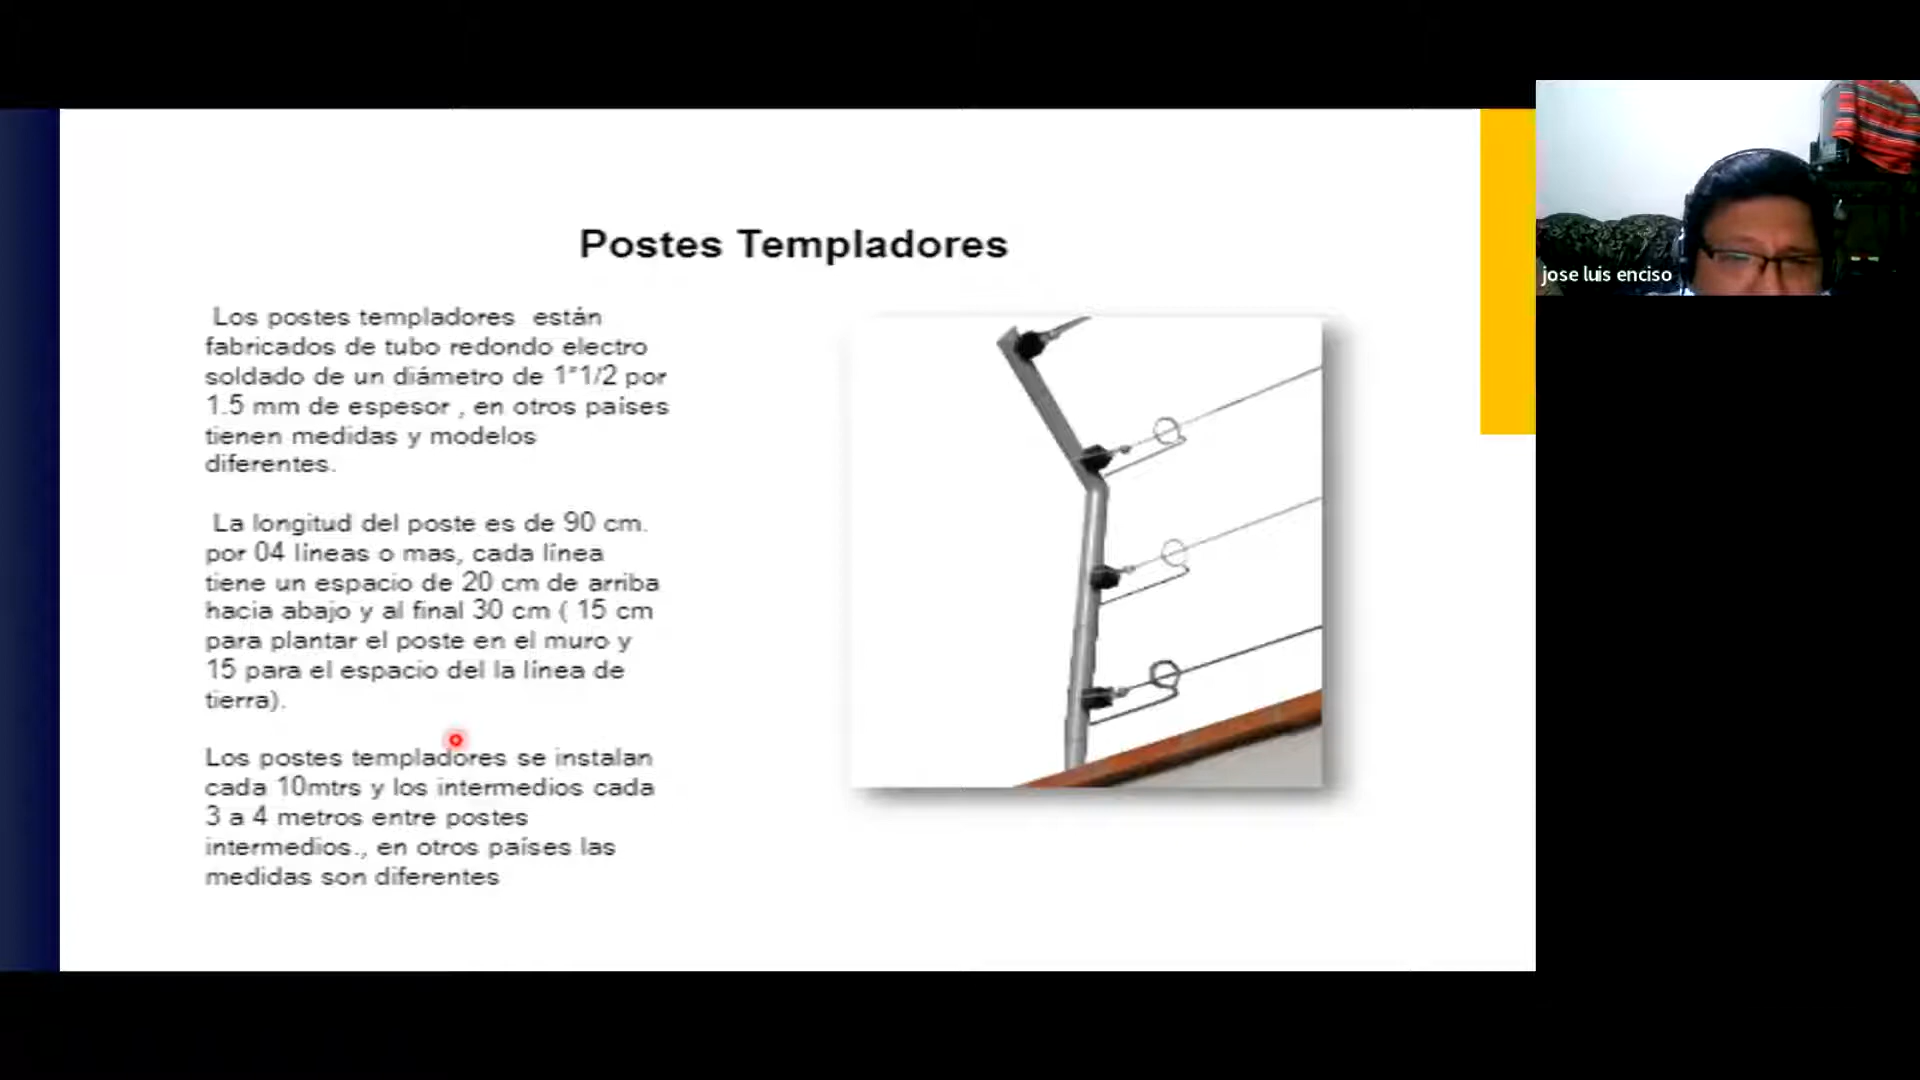 Postes Templadores
Los postes templadores están
fabricados de tubo redondo electro
soldado de un diámetro de 1"1/2 por
1.5 mm de espesor , en otros países
tienen medidas y modelos
diferentes.
La longitud del poste es de 90 cm.
por 04 líneas o mas, cada línea
tiene un espacio de 20 cm de arriba
hacia abajo y al final 30 cm ( 15 cm
para plantar el poste en el muro y
15 para el espacio del la línea de
tierra).
Los postes templadores se instalan
cada 10mtrs y los intermedios cada
3 a 4 metros entre postes
intermedios., en otros países las
medidas son diferentes
jose luis enciso